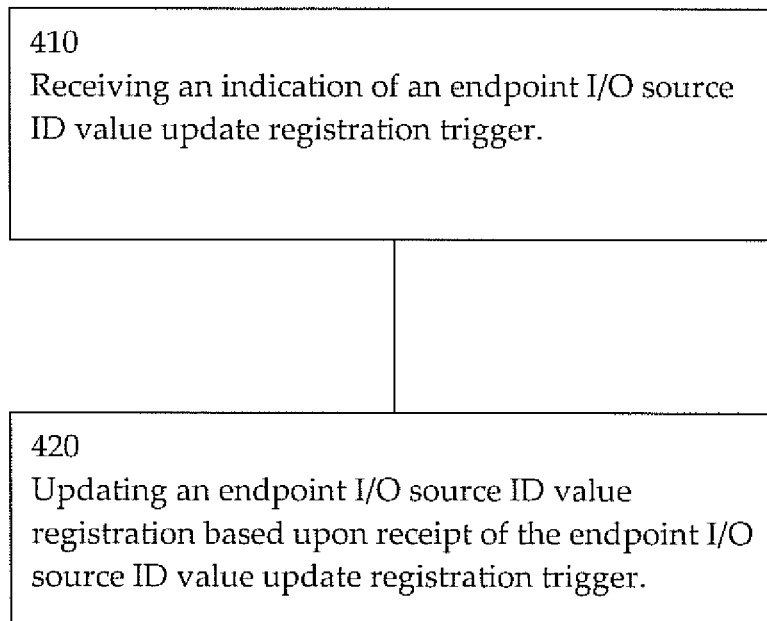 410
Receiving an indication of an endpoint I/O source
ID value update registration trigger.
420
Updating an endpoint I/O source ID value
registration based upon receipt of the endpoint I/O
source ID value update registration trigger.